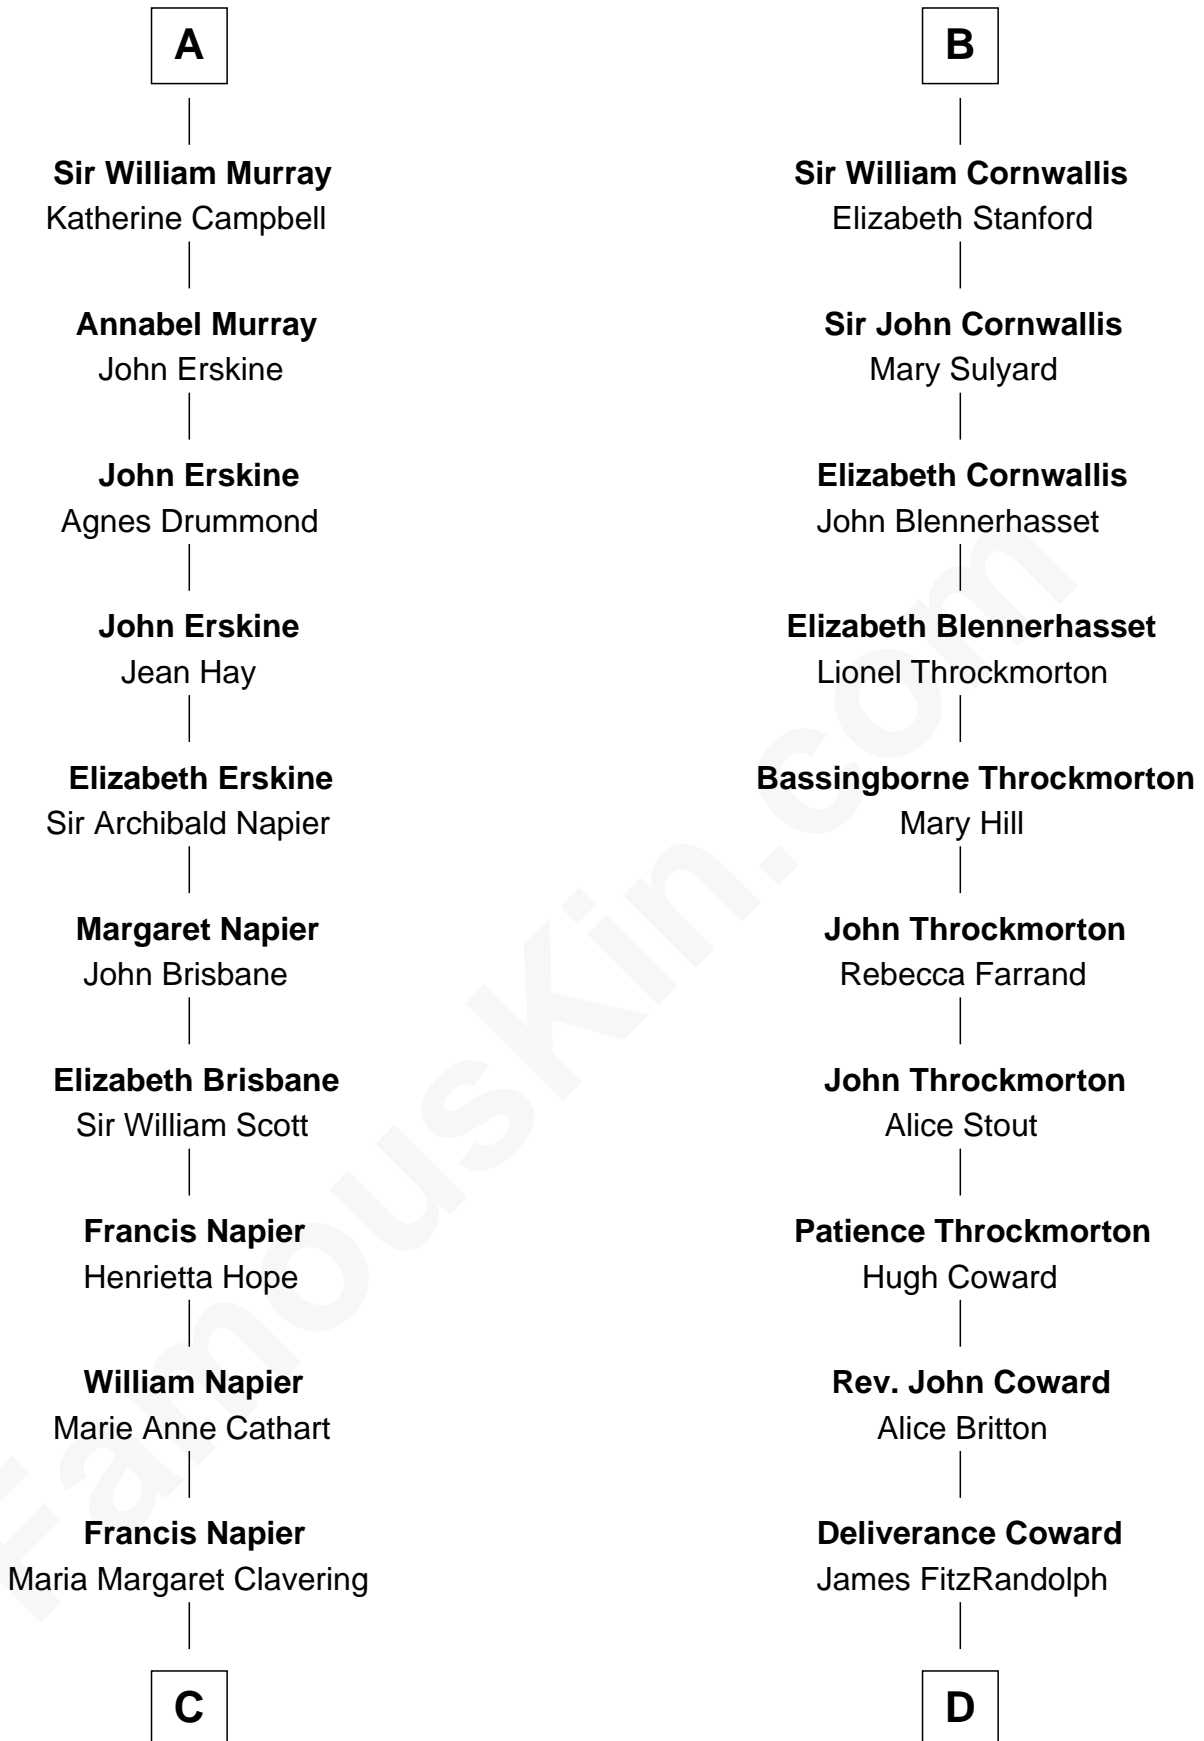 A
Sir William Murray
Katherine Campbell
Annabel Murray
John Erskine
John Erskine
Agnes Drummond
John Erskine
Jean Hay
Elizabeth Erskine
Sir Archibald Napier
Margaret Napier
John Brisbane
Elizabeth Brisbane
Sir William Scott
Francis Napier
Henrietta Hope
William Napier
Marie Anne Cathart
Francis Napier
Maria Margaret Clavering
C
B
Sir William Cornwallis
Elizabeth Stanford
Sir John Cornwallis
Mary Sulyard
Elizabeth Cornwallis
John Blennerhasset
Elizabeth Blennerhasset
Lionel Throckmorton
Bassingborne Throckmorton
Mary Hill
John Throckmorton
Rebecca Farrand
John Throckmorton
Alice Stout
Patience Throckmorton
Hugh Coward
Rev. John Coward
Alice Britton
Deliverance Coward
James FitzRandolph
D
FamousKin.com